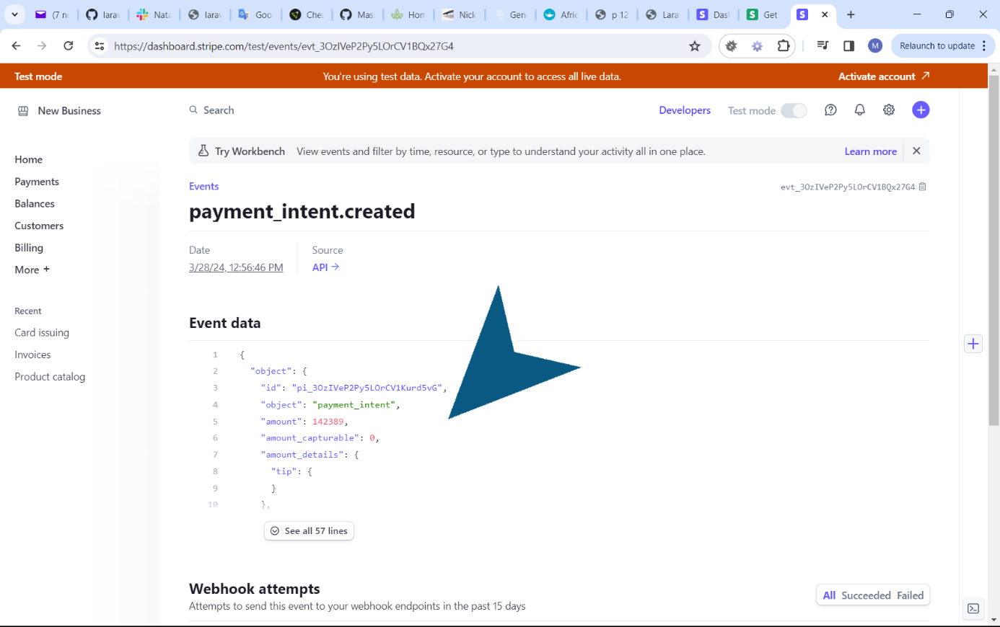 (7 n
larav
Nata
larav
Goo
Chea
Mas
Hom
Nick
Gene
Afric
p 12
Lara
Dash
Get
https://dashboard.stripe.com/test/events/evt_3OzIVeP2Py5LOrCV1BQx27G4
M
Relaunch to update
Test mode
You're using test data. Activate your account to access all live data.
Activate account
New Business
Search
Developers
Test mode
Try Workbench View events and filter by time, resource, or type to understand your activity all in one place.
Learn more
Home
Payments
Balances
Customers
Billing
More +
Recent
Card issuing
Invoices
Product catalog
Events
evt_3OzIVeP2Py5LOrCV1BQx27G4
payment_intent.created
Date
3/28/24, 12:56:46 PM
Source
API →
Event data
1 {
2 "object": {
3 "id": "pi_3OzIVeP2Py5LOrCV1Kurd5vG",
4 "object": "payment_intent",
5 "amount": 142389,
6 "amount_capturable": 0,
7 "amount_details": {
8 "tip": {
9 }
10 },
See all 57 lines
Webhook attempts
Attempts to send this event to your webhook endpoints in the past 15 days
All Succeeded Failed